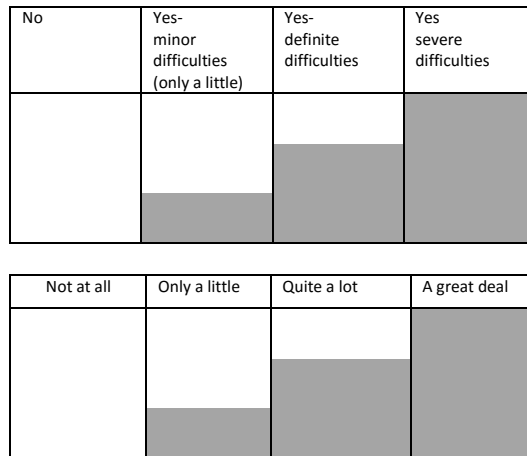 No
Yes-
minor
difficulties
(only a little)
Yes-
definite
difficulties
Yes
severe
difficulties
Not at all
Only a little
Quite a lot
A great deal